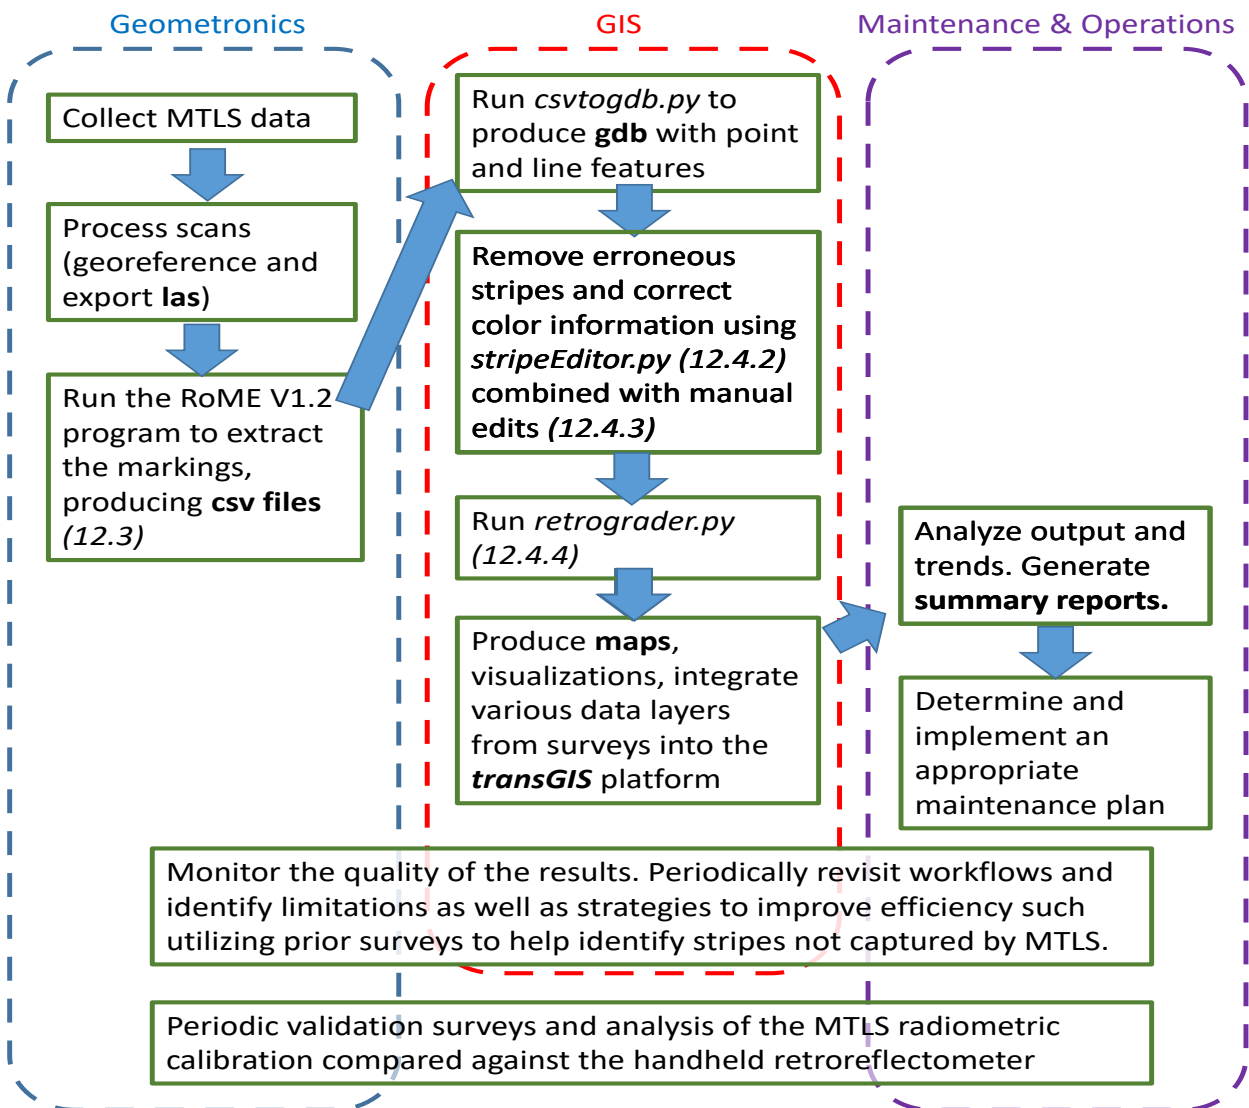 Geometronics
GIS
Maintenance & Operations
Collect MTLS data
Process scans
(georeference and
export las)
Run the RoME V1.2
program to extract
the markings,
producing csv files
(12.3)
Run csvtogdb.py to
produce gdb with point
and line features
Remove erroneous
stripes and correct
color information using
stripeEditor.py (12.4.2)
combined with manual
edits (12.4.3)
Run retrograder.py
(12.4.4)
Produce maps,
visualizations, integrate
various data layers
from surveys into the
transGIS platform
Analyze output and
trends. Generate
summary reports.
Determine and
implement an
appropriate
maintenance plan
Monitor the quality of the results. Periodically revisit workflows and
identify limitations as well as strategies to improve efficiency such
utilizing prior surveys to help identify stripes not captured by MTLS.
Periodic validation surveys and analysis of the MTLS radiometric
calibration compared against the handheld retroreflectometer